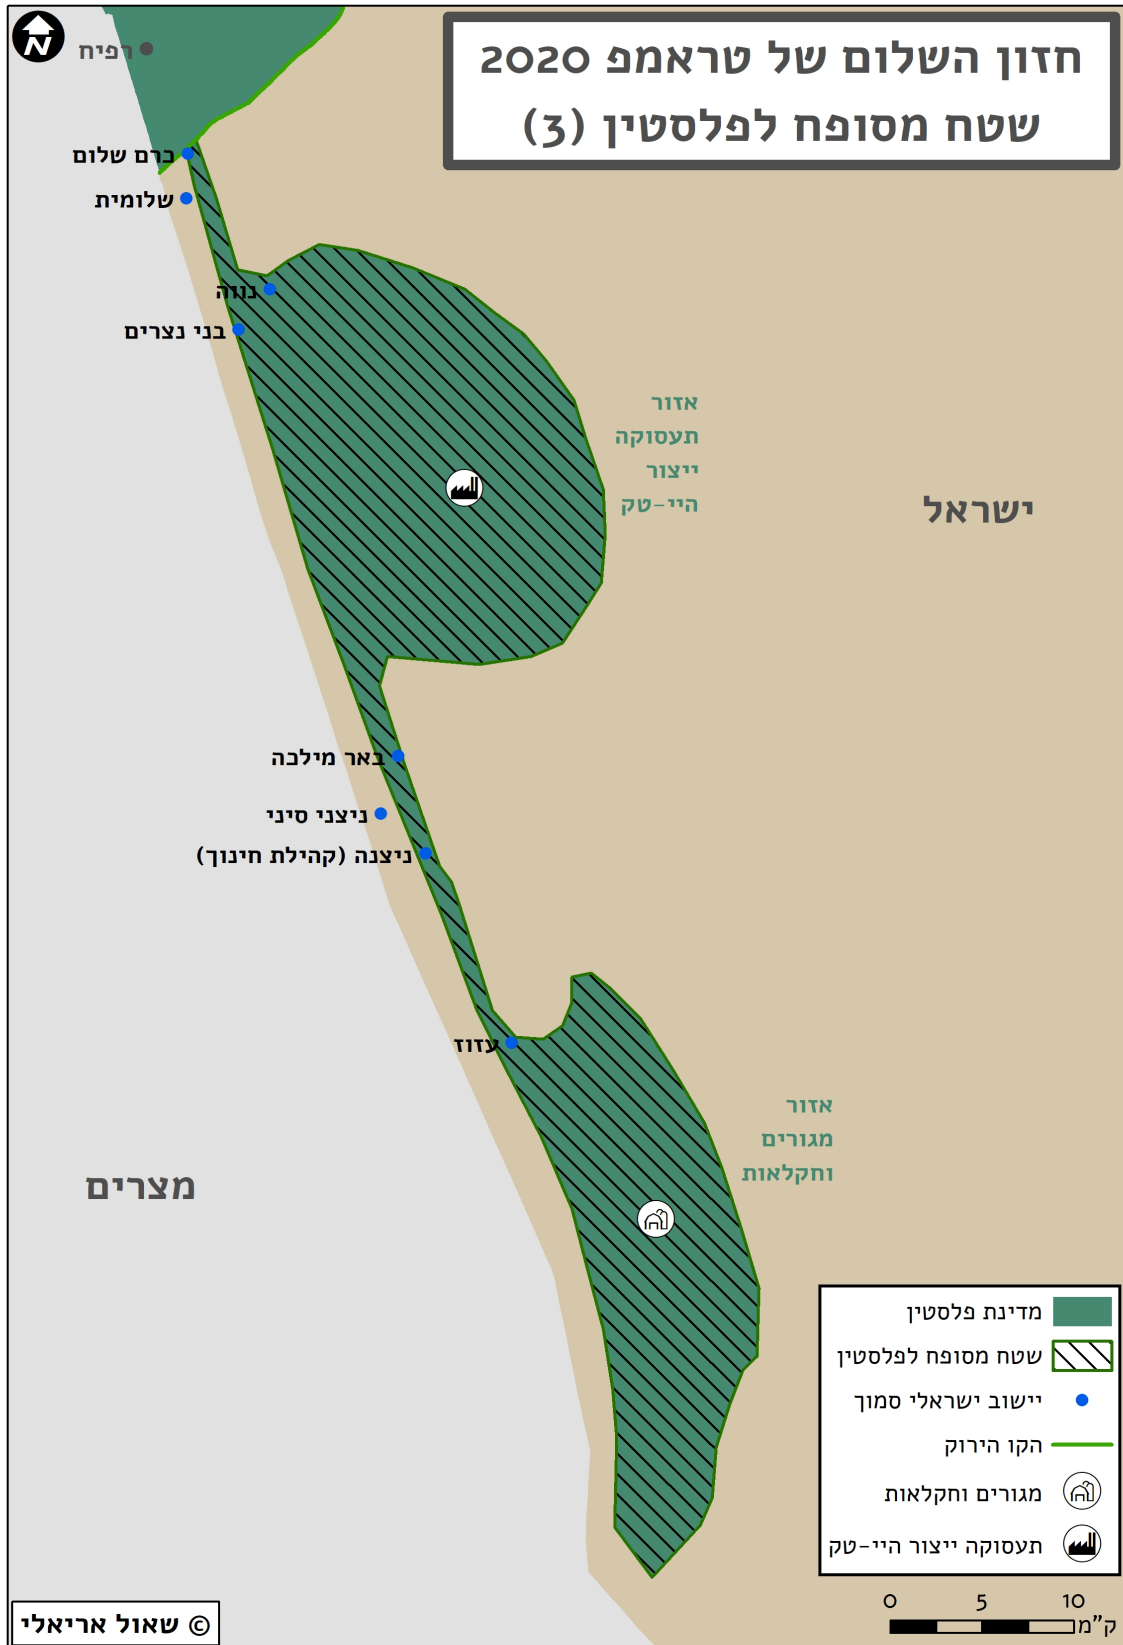 חזון השלום של טראמפ 2020
שטח מסופח לפלסטין (3)
N
רפיח
כרם שלום
שלומית
נווה
בני נצרים
אזור
תעסוקה
ייצור
היי-טק
ישראל
באר מילכה
ניצני סיני
ניצנה (קהילת חינוך)
עזוז
אזור
מגורים
וחקלאות
מצרים
מדינת פלסטין
שטח מסופח לפלסטין
יישוב ישראלי סמוך
הקו הירוק
מגורים וחקלאות
תעסוקה ייצור היי-טק
0 5 10
ק"מ
© שאול אריאלי